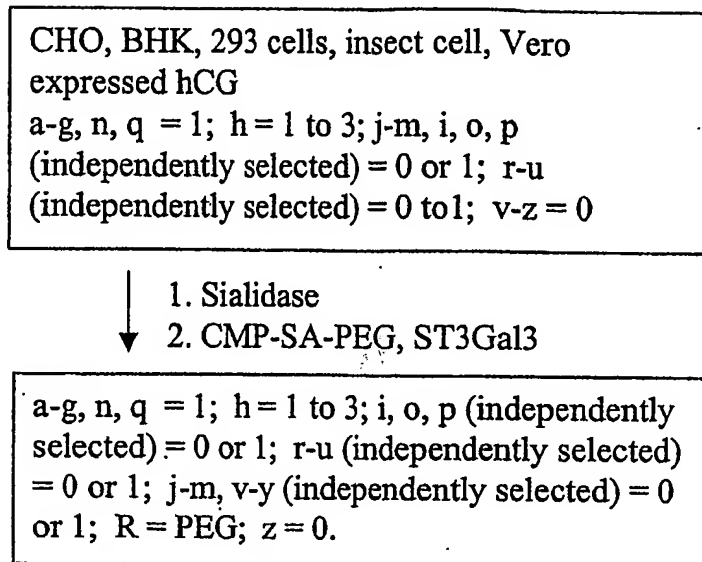 CHO, BHK, 293 cells, insect cell, Vero
expressed hCG
a-g, n, q = 1; h = 1 to 3; j-m, i, o, p
(independently selected) = 0 or 1; r-u
(independently selected) = 0 to1; v-z = 0
1. Sialidase
2. CMP-SA-PEG, ST3Gal3
a-g, n, q = 1; h = 1 to 3; i, o, p (independently
selected) = 0 or 1; r-u (independently selected)
= 0 or 1; j-m, v-y (independently selected) = 0
or 1; R = PEG; z = 0.